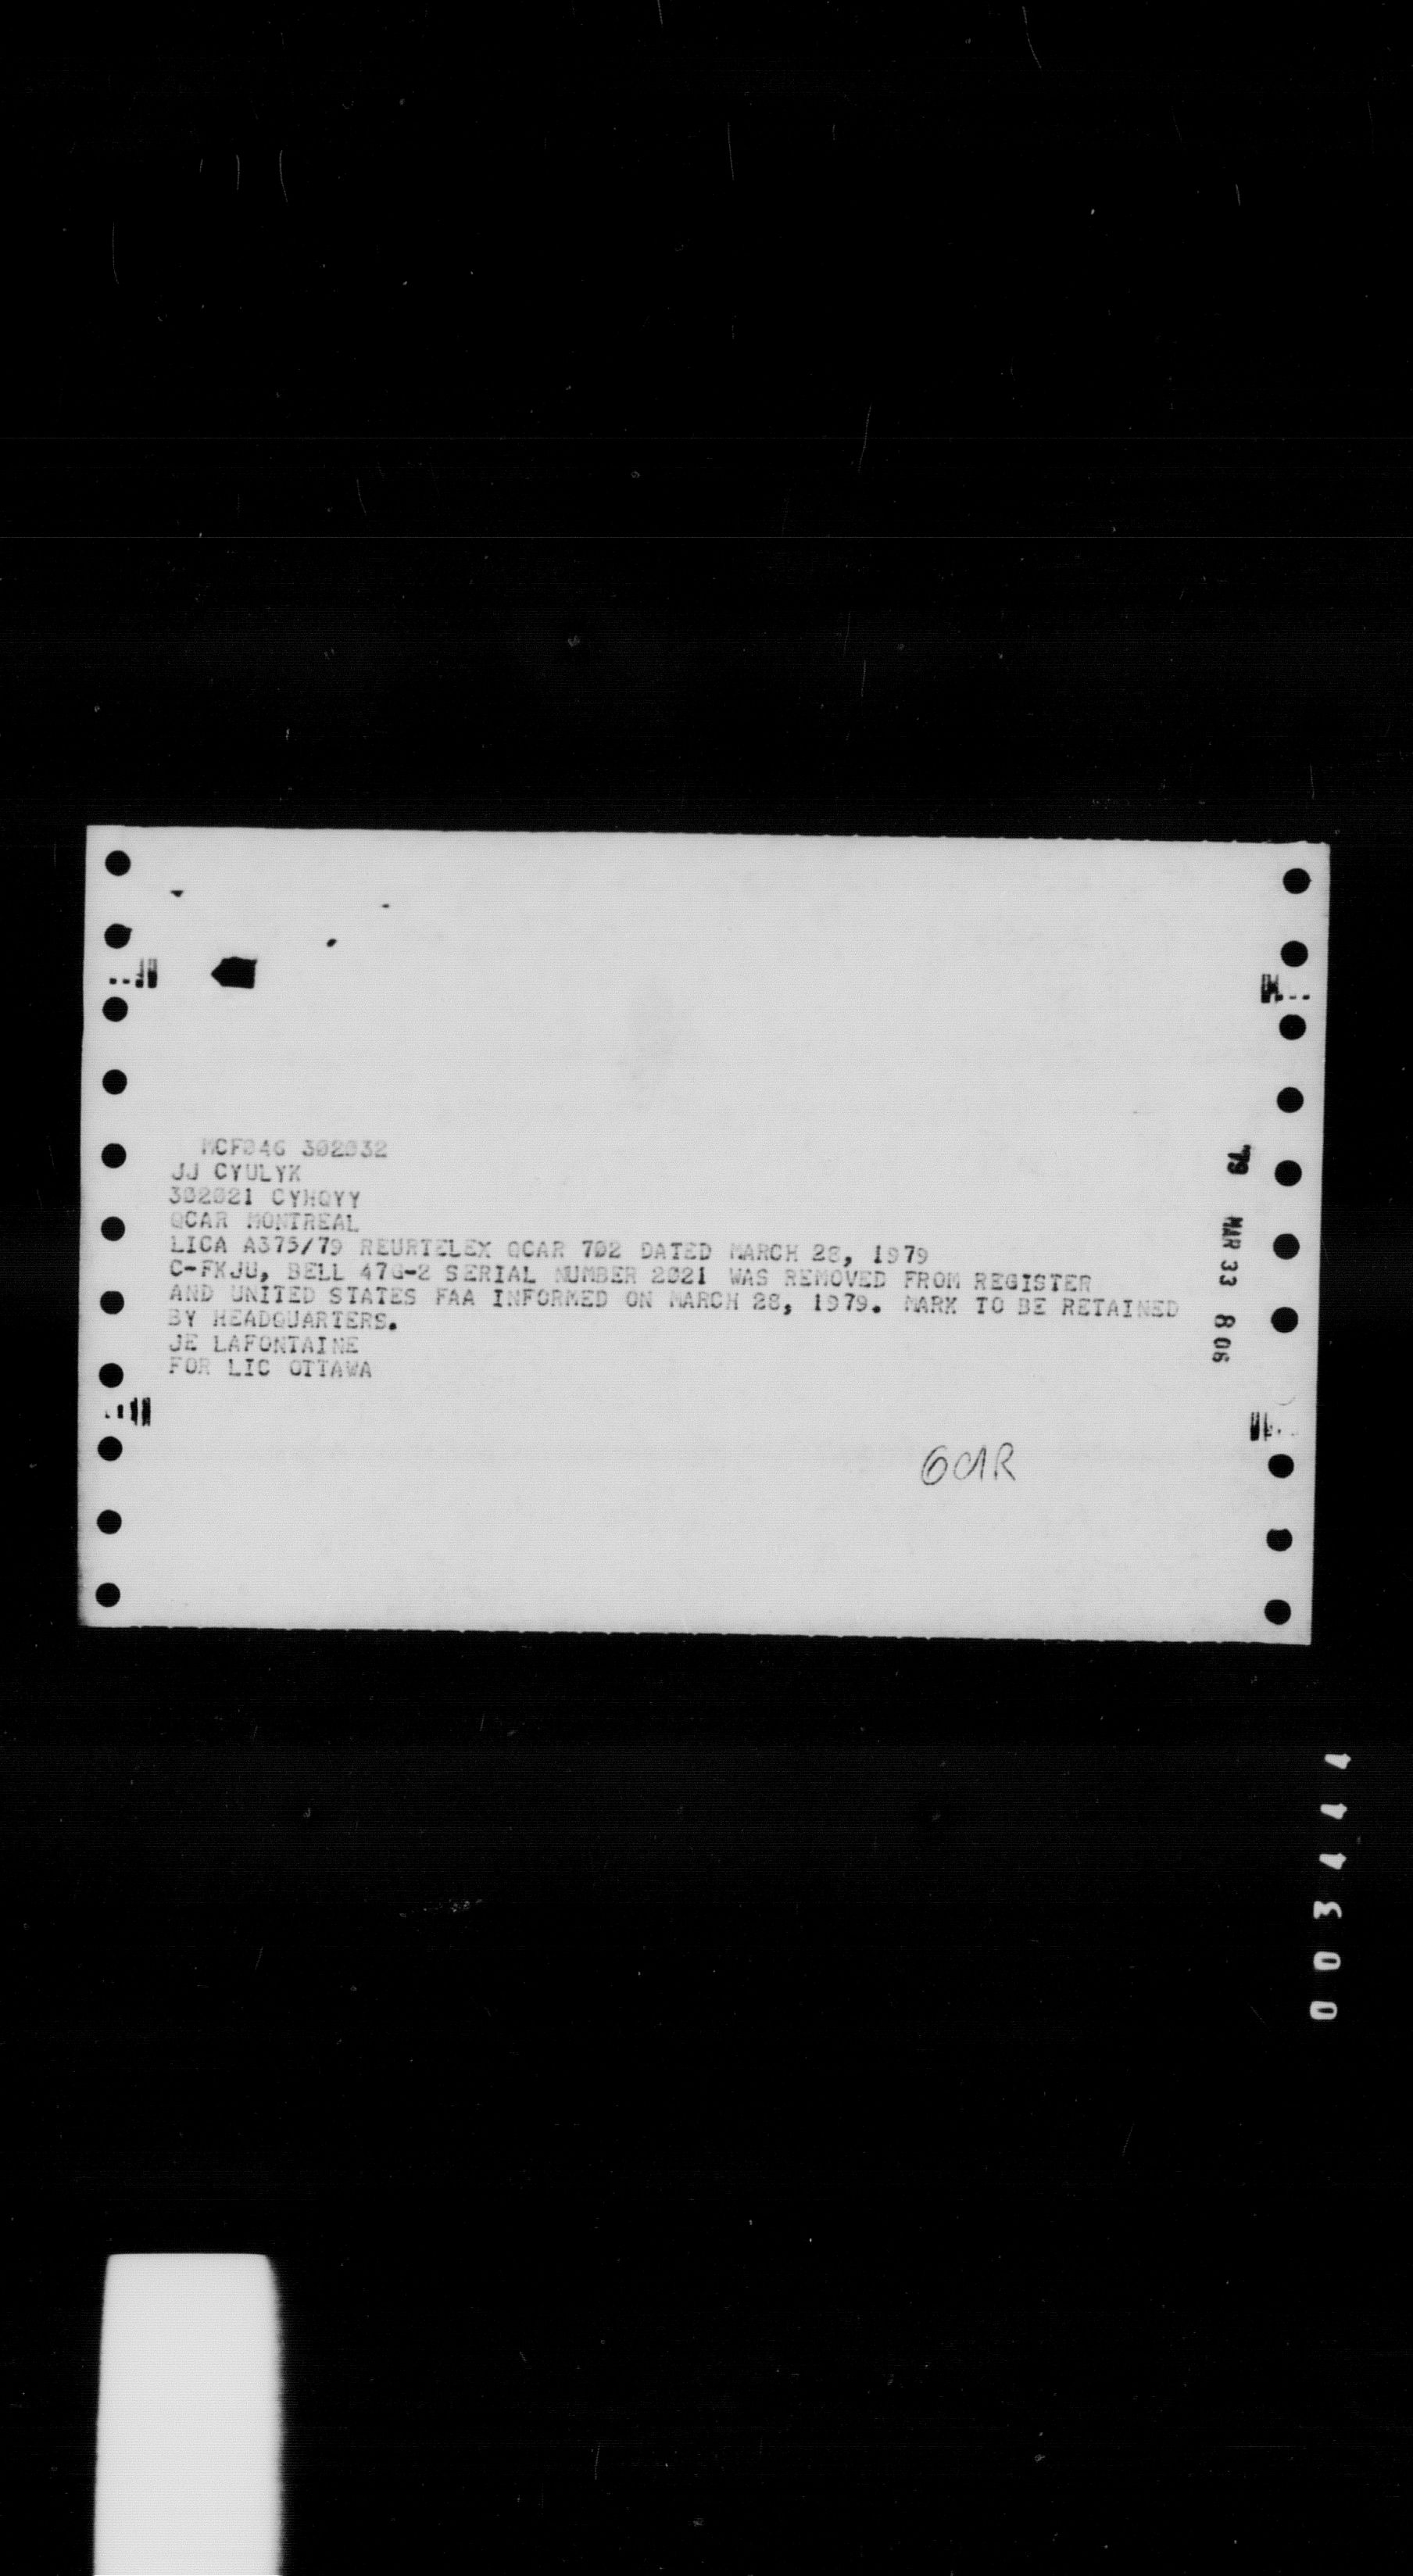 MCF046 302032
JJ CYULYK
302021 CYHQYY
QCAR MONTREAL
LICA A375/79 REURTELEX QCAR 702 DATED MARCH 28, 1979
C-FKJU, BELL 47G-2 SERIAL NUMBER 2021 WAS REMOVED FROM REGISTER
AND UNITED STATES FAA INFORMED ON MARCH 28, 1979. MARK TO BE RETAINED
BY HEADQUARTERS.
JE LAFONTAINE
FOR LIC OTTAWA
79 MAR 33 8 06
QCAR
003444